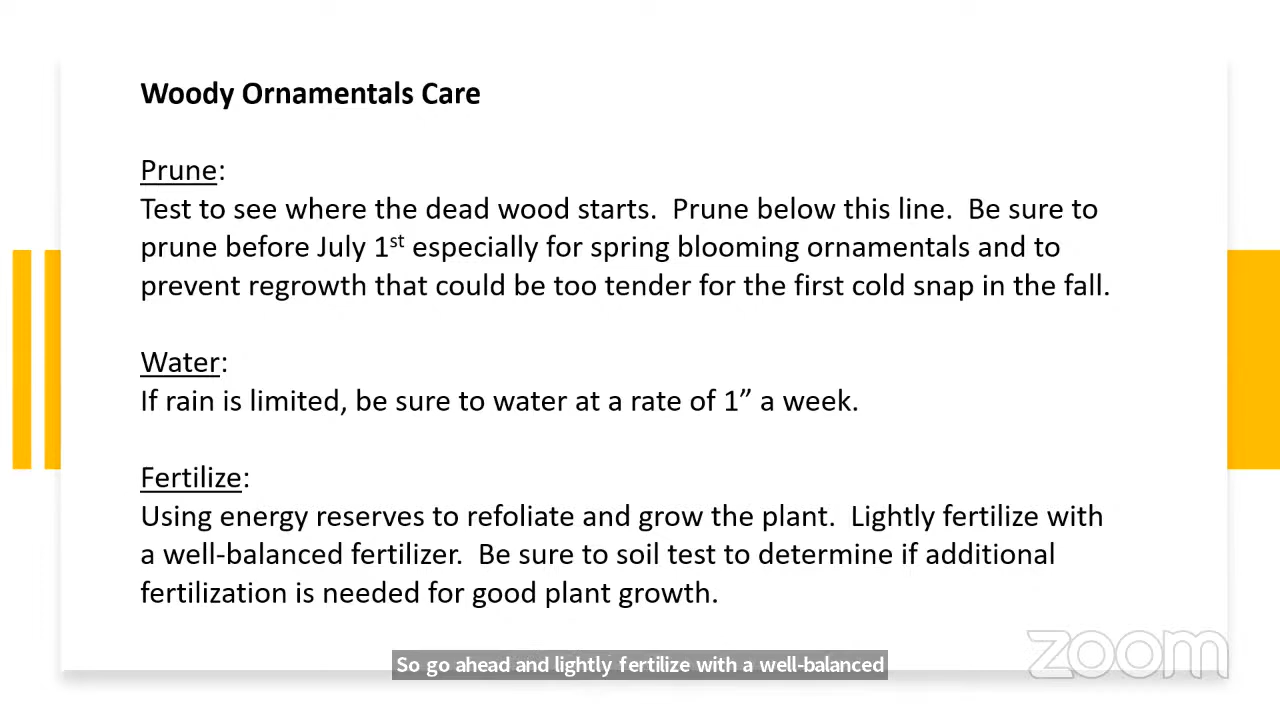 Woody Ornamentals Care
Prune:
Test to see where the dead wood starts.  Prune below this line.  Be sure to
prune before July 1st especially for spring blooming ornamentals and to
prevent regrowth that could be too tender for the first cold snap in the fall.
Water:
If rain is limited, be sure to water at a rate of 1” a week.
Fertilize:
Using energy reserves to refoliate and grow the plant.  Lightly fertilize with
a well-balanced fertilizer.  Be sure to soil test to determine if additional
fertilization is needed for good plant growth.
zoom
So go ahead and lightly fertilize with a well-balanced